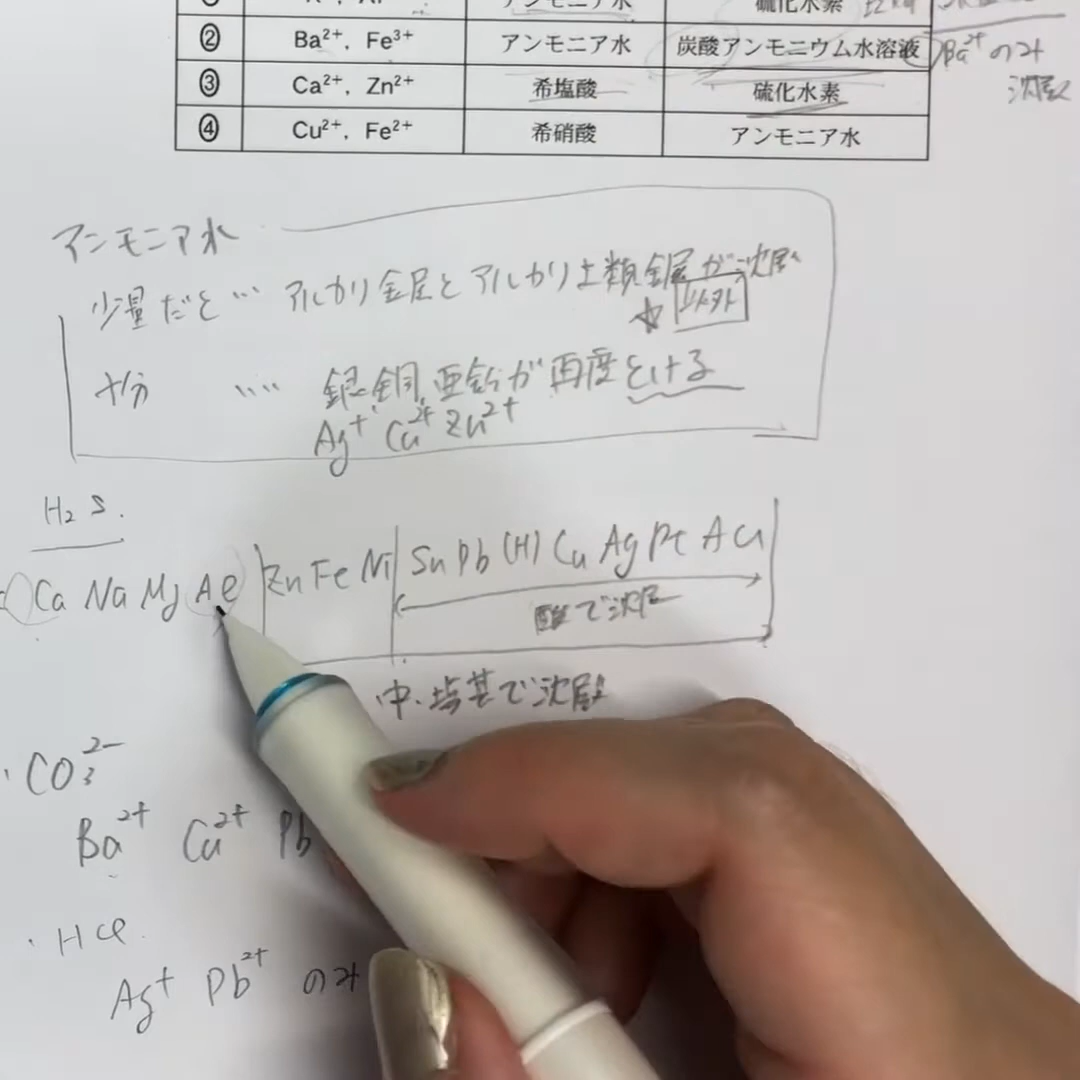 硫化水素
② Ba²⁺, Fe³⁺ アンモニア水 炭酸アンモニウム水溶液 Ba²⁺のみ
沈殿
③ Ca²⁺, Zn²⁺ 希塩酸 硫化水素
④ Cu²⁺, Fe²⁺ 希硝酸 アンモニア水
アンモニア水
少量だと… アルカリ金属とアルカリ土類金属が沈殿
☆以外
十分 …. 銀、銅、亜鉛が再度とける
Ag⁺ Cu²⁺ Zn²⁺
H₂S.
Ca Na Mg Al Zn Fe Ni Sn Pb (H) Cu Ag Pt Au
酸で沈殿
中.塩基で沈殿
・CO₃²⁻
Ba²⁺ Ca²⁺ Pb
・HCl.
Ag⁺ Pb²⁺ のみ